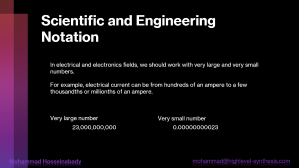 Scientific and Engineering
Notation
In electrical and electronics fields, we should work with very large and very small
numbers.
For example, electrical current can be from hundreds of an ampere to a few
thousandths or millionths of an ampere.
Very large number
Very small number
23,000,000,000
0.00000000023
Mohammad Hosseinabady
mohammad@highlevel-synthesis.com